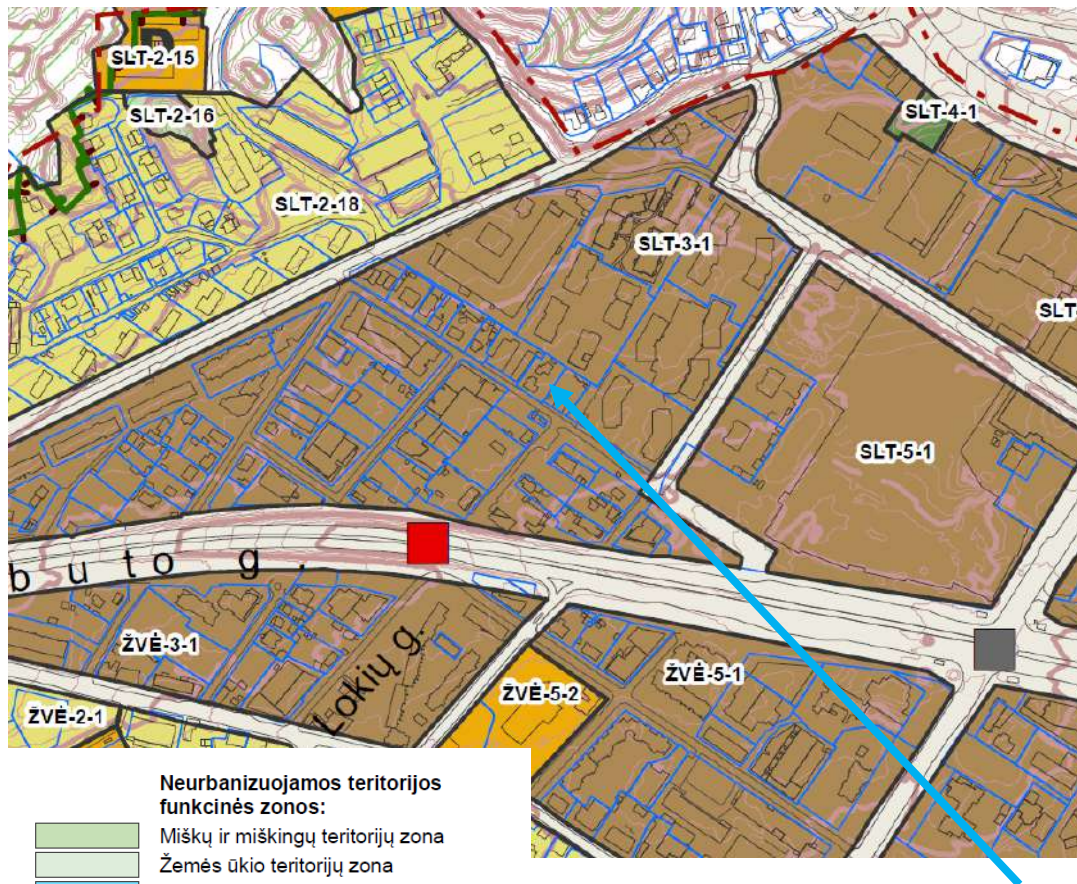 SLT-2-15
SLT-2-16
SLT-4-1
SLT-2-18
SLT-3-1
SLT-
SLT-5-1
buto g.
ŽVĖ-3-1
Lokių g.
ŽVĖ-5-1
ŽVĖ-5-2
ŽVĖ-2-1
Neurbanizuojamos teritorijos
funkcinės zonos:
Miškų ir miškingų teritorijų zona
Žemės ūkio teritorijų zona